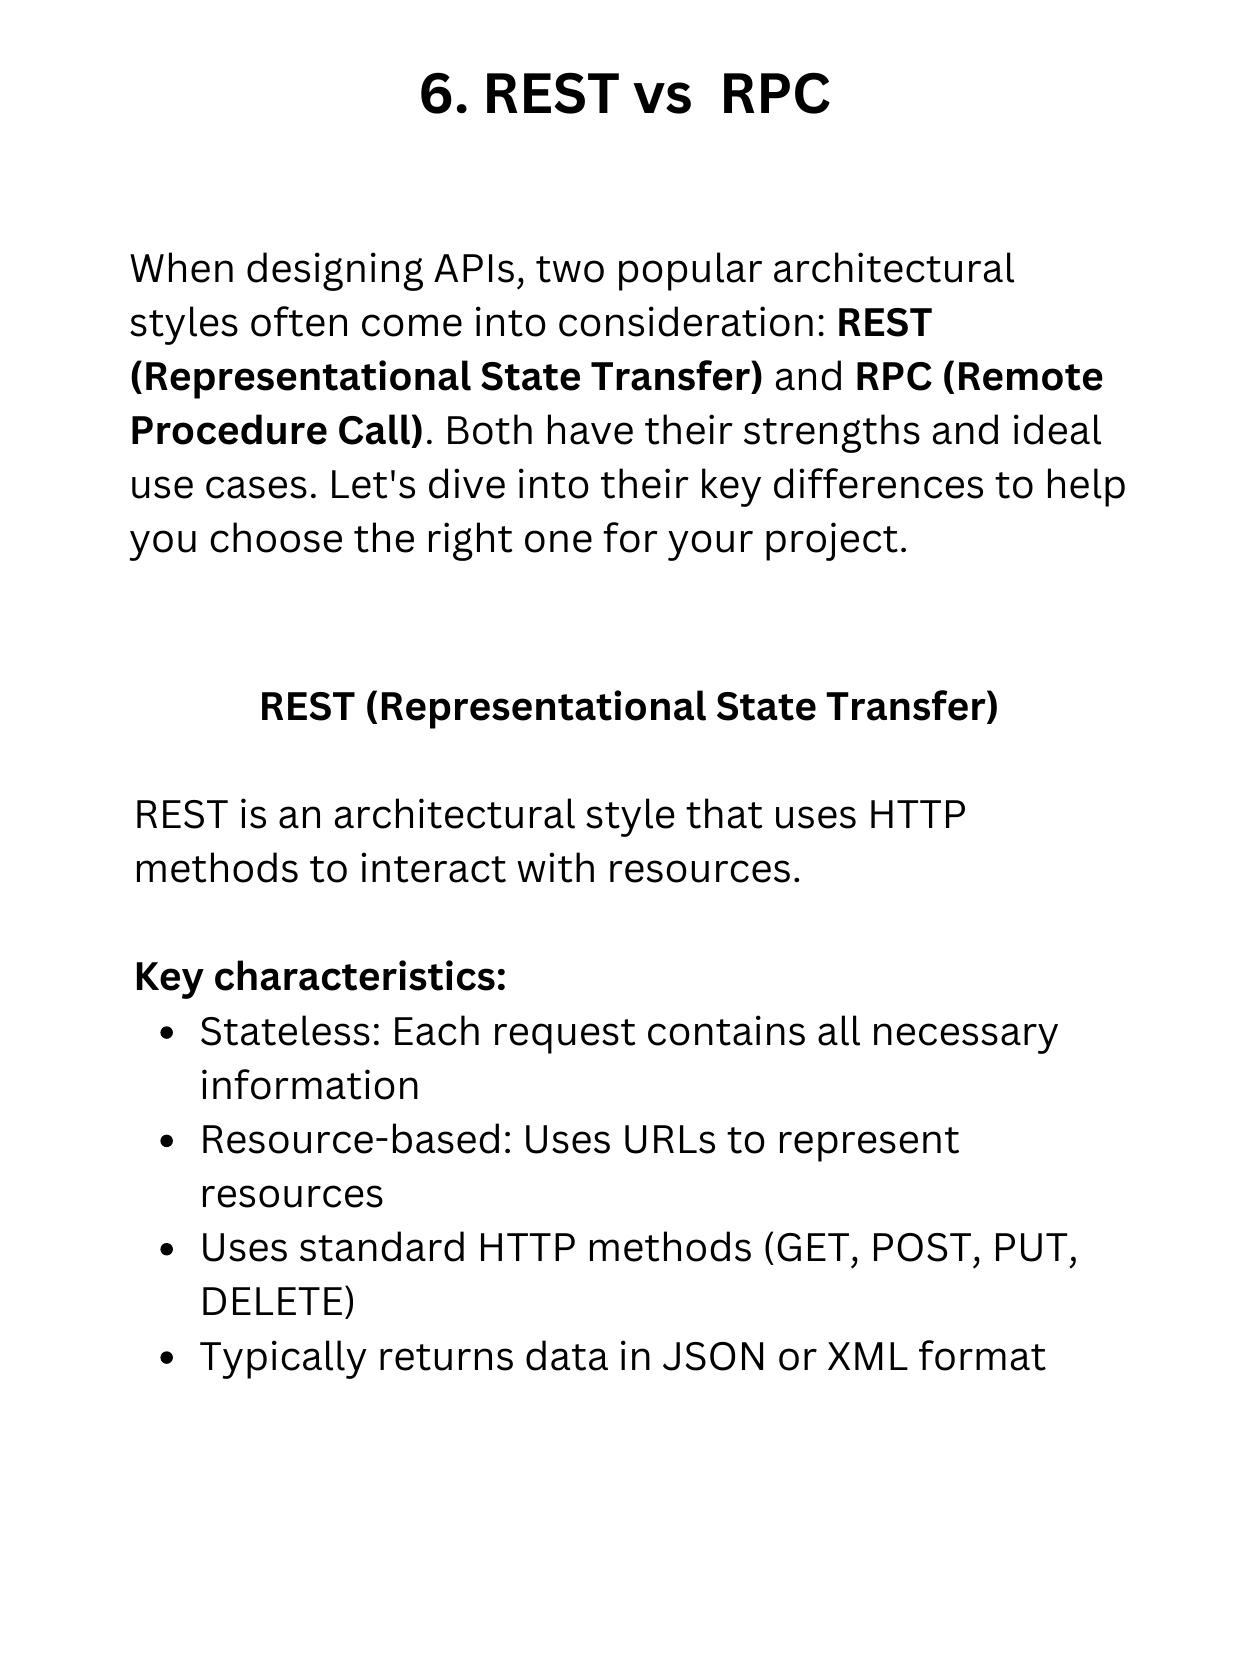 6. REST vs  RPC
When designing APIs, two popular architectural
styles often come into consideration: REST
(Representational State Transfer) and RPC (Remote
Procedure Call). Both have their strengths and ideal
use cases. Let's dive into their key differences to help
you choose the right one for your project.
REST (Representational State Transfer)
REST is an architectural style that uses HTTP
methods to interact with resources.
Key characteristics:
• Stateless: Each request contains all necessary
information
• Resource-based: Uses URLs to represent
resources
• Uses standard HTTP methods (GET, POST, PUT,
DELETE)
• Typically returns data in JSON or XML format